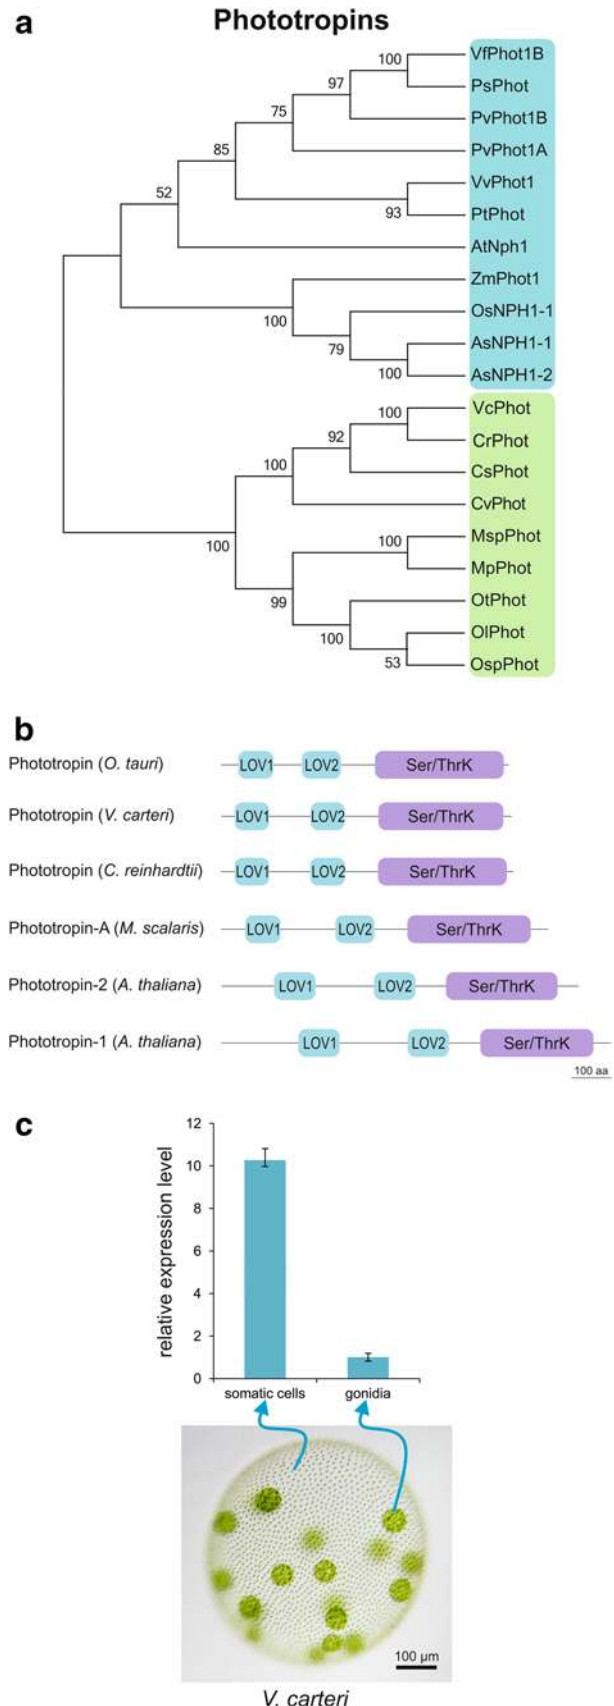 a
Phototropins
VfPhot1B
PsPhot
PvPhot1B
PvPhot1A
VvPhot1
PtPhot
AtNph1
ZmPhot1
OsNPH1-1
AsNPH1-1
AsNPH1-2
VcPhot
CrPhot
CsPhot
CvPhot
MspPhot
MpPhot
OtPhot
OlPhot
OspPhot
100
97
75
85
93
52
100
79
100
100
92
100
100
100
99
100
53
b
Phototropin (O. tauri) LOV1 LOV2 Ser/ThrK
Phototropin (V. carteri) LOV1 LOV2 Ser/ThrK
Phototropin (C. reinhardtii) LOV1 LOV2 Ser/ThrK
Phototropin-A (M. scalaris) LOV1 LOV2 Ser/ThrK
Phototropin-2 (A. thaliana) LOV1 LOV2 Ser/ThrK
Phototropin-1 (A. thaliana) LOV1 LOV2 Ser/ThrK
100 aa
c
relative expression level
12
10
8
6
4
2
0
somatic cells gonidia
100 µm
V. carteri